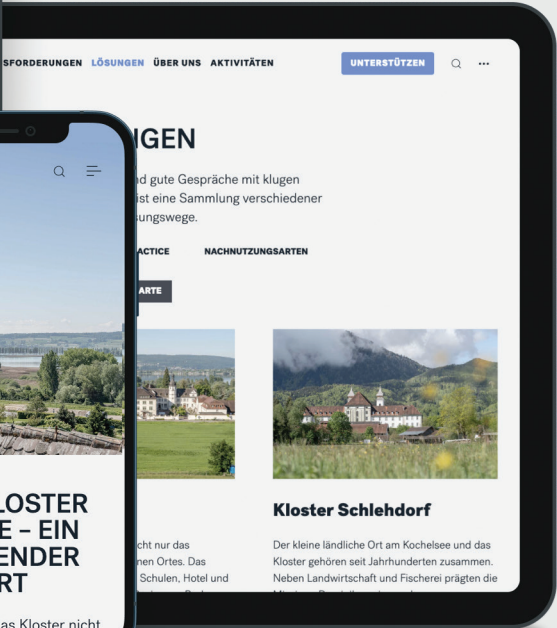 SFORDERUNGEN LÖSUNGEN ÜBER UNS AKTIVITÄTEN UNTERSTÜTZEN
NGEN
nd gute Gespräche mit klugen
ist eine Sammlung verschiedener
sungswege.
ACTICE NACHNUTZUNGSARTEN
ARTE
Kloster Schlehdorf
cht nur das
nen Ortes. Das
Schulen, Hotel und
Der kleine ländliche Ort am Kochelsee und das
Kloster gehören seit Jahrhunderten zusammen.
Neben Landwirtschaft und Fischerei prägten die
LOSTER
E – EIN
ENDER
RT
as Kloster nicht